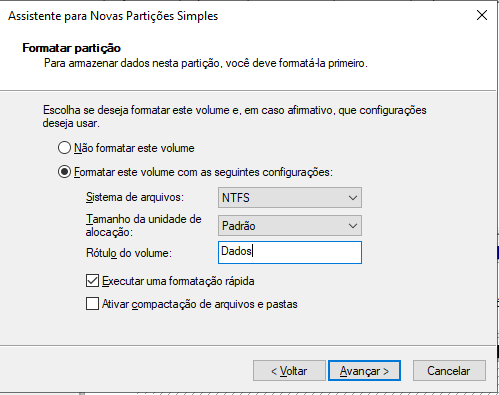 Assistente para Novas Partições Simples
Formatar partição
Para armazenar dados nesta partição, você deve formatá-la primeiro.
Escolha se deseja formatar este volume e, em caso afirmativo, que configurações
deseja usar.
Não formatar este volume
Formatar este volume com as seguintes configurações:
Sistema de arquivos:
NTFS
Tamanho da unidade de
alocação:
Padrão
Rótulo do volume:
Dados
Executar uma formatação rápida
Ativar compactação de arquivos e pastas
< Voltar
Avançar >
Cancelar